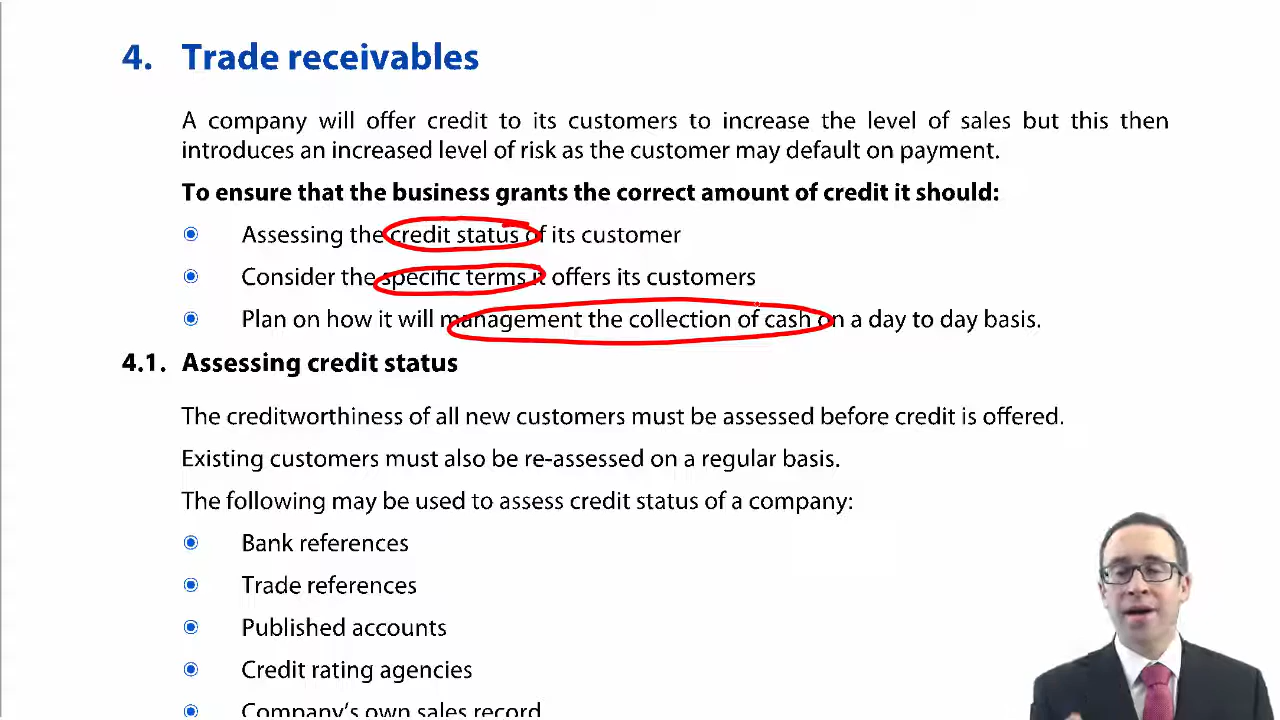 4. Trade receivables
A company will offer credit to its customers to increase the level of sales but this then
introduces an increased level of risk as the customer may default on payment.
To ensure that the business grants the correct amount of credit it should:
Assessing the credit status of its customer
Consider the specific terms it offers its customers
Plan on how it will management the collection of cash on a day to day basis.
4.1. Assessing credit status
The creditworthiness of all new customers must be assessed before credit is offered.
Existing customers must also be re-assessed on a regular basis.
The following may be used to assess credit status of a company:
Bank references
Trade references
Published accounts
Credit rating agencies
Company's own sales record